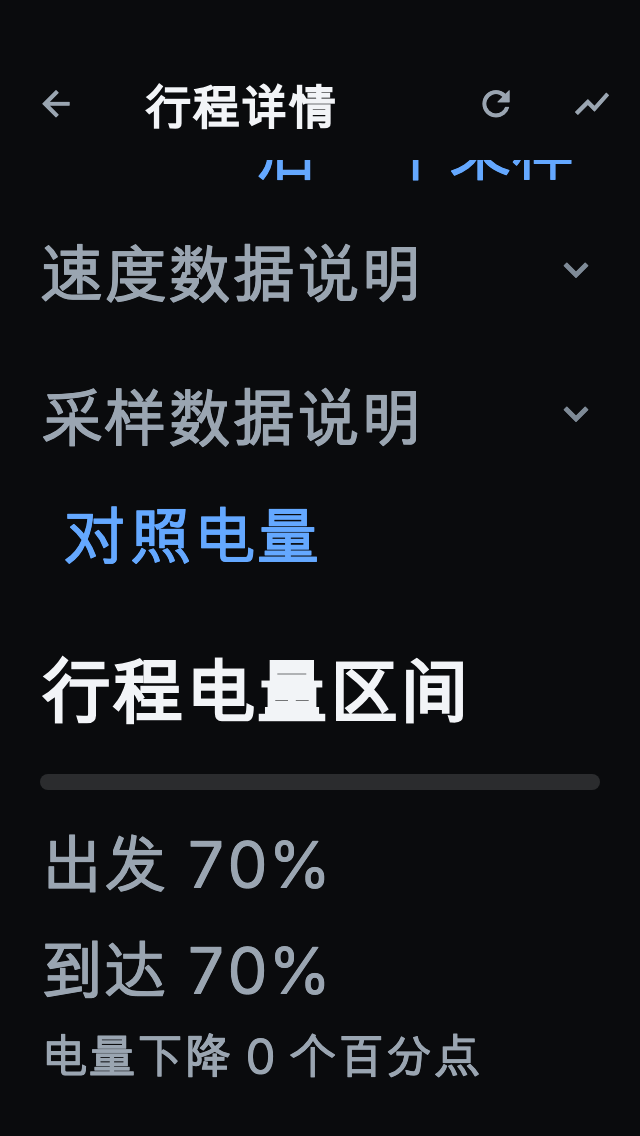 行程详情
速度数据说明
采样数据说明
对照电量
行程电量区间
出发 70%
到达 70%
电量下降 0 个百分点